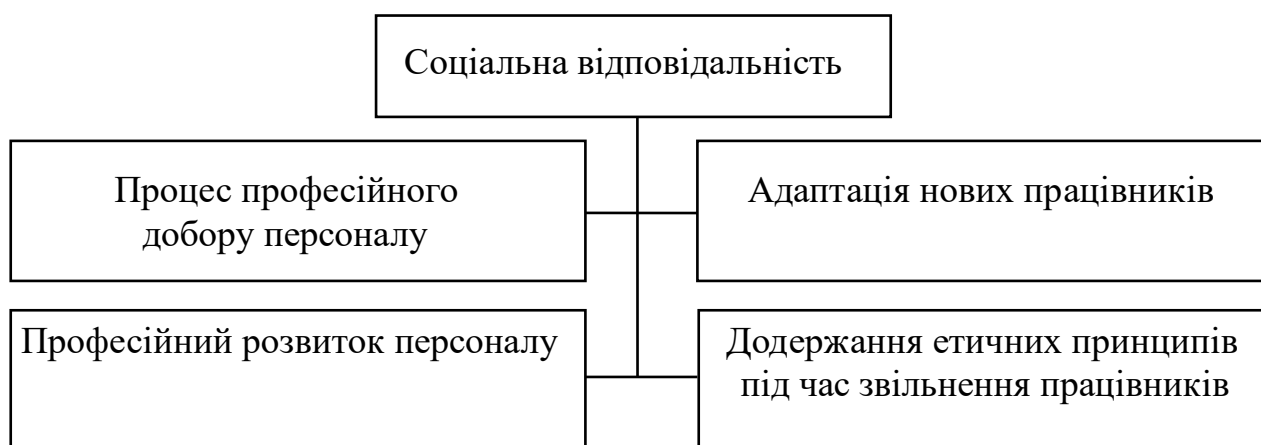 Соціальна відповідальність
Процес професійного
добору персоналу
Адаптація нових працівників
Професійний розвиток персоналу
Додержання етичних принципів
під час звільнення працівників